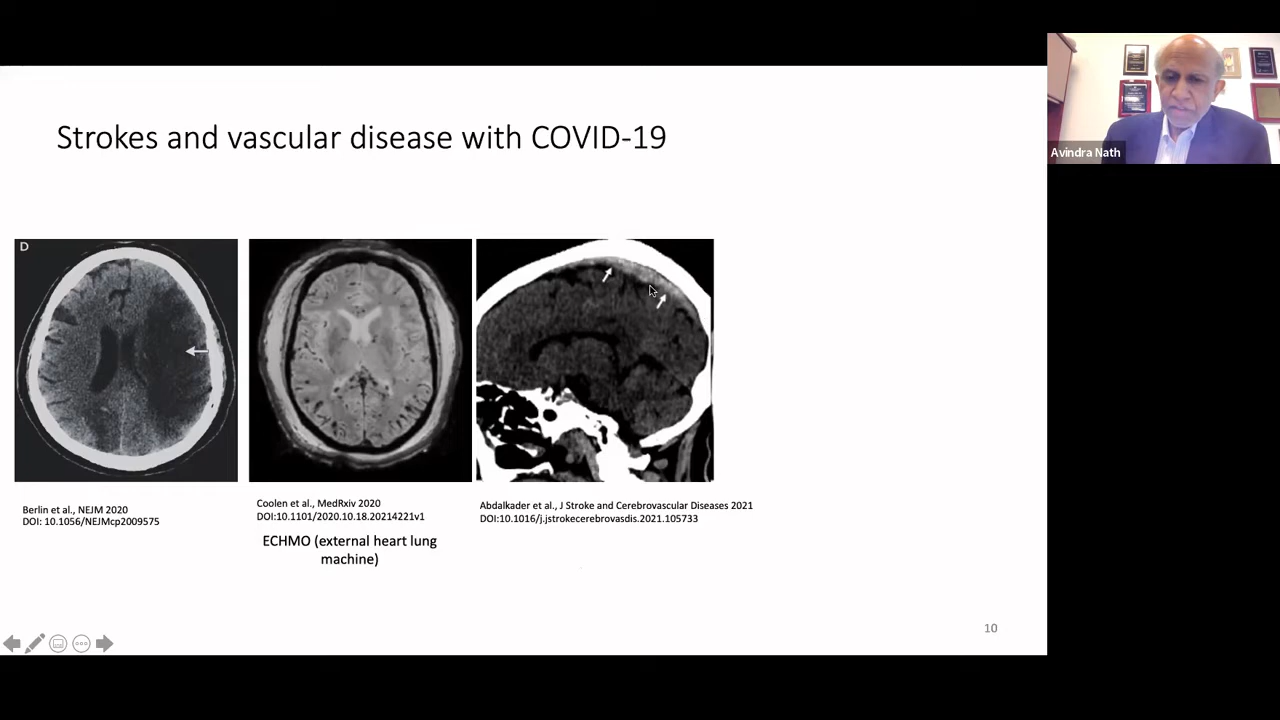 Strokes and vascular disease with COVID-19
D
Berlin et al., NEJM 2020
DOI: 10.1056/NEJMcp2009575
Coolen et al., MedRxiv 2020
DOI:10.1101/2020.10.18.20214221v1
ECHMO (external heart lung
machine)
Abdalkader et al., J Stroke and Cerebrovascular Diseases 2021
DOI:10.1016/j.jstrokecerebrovasdis.2021.105733
10
Avindra Nath